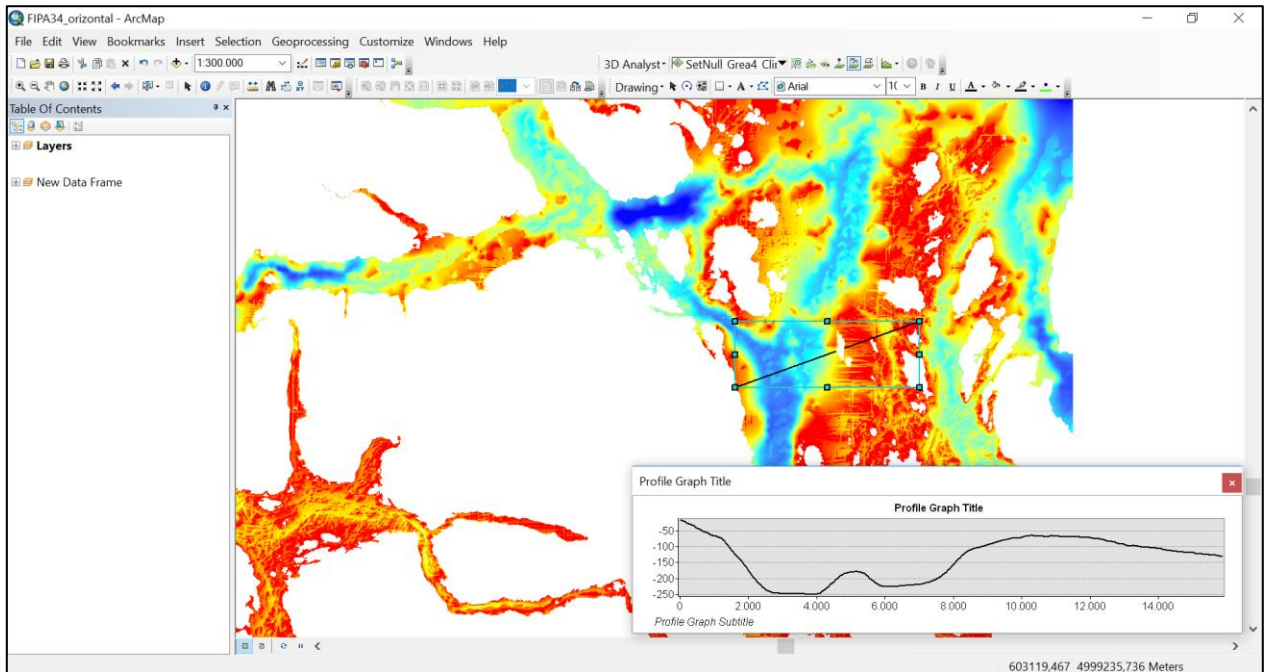 FIPA34_orizontal - ArcMap
File Edit View Bookmarks Insert Selection Geoprocessing Customize Windows Help
1:300.000
3D Analyst
SetNull Grea4 Cli
Drawing
A
Arial
B I U A
Table Of Contents
Layers
New Data Frame
Profile Graph Title
Profile Graph Title
-50
-100
-150
-200
-250
0 2.000 4.000 6.000 8.000 10.000 12.000 14.000
Profile Graph Subtitle
603119,467 4999235,736 Meters